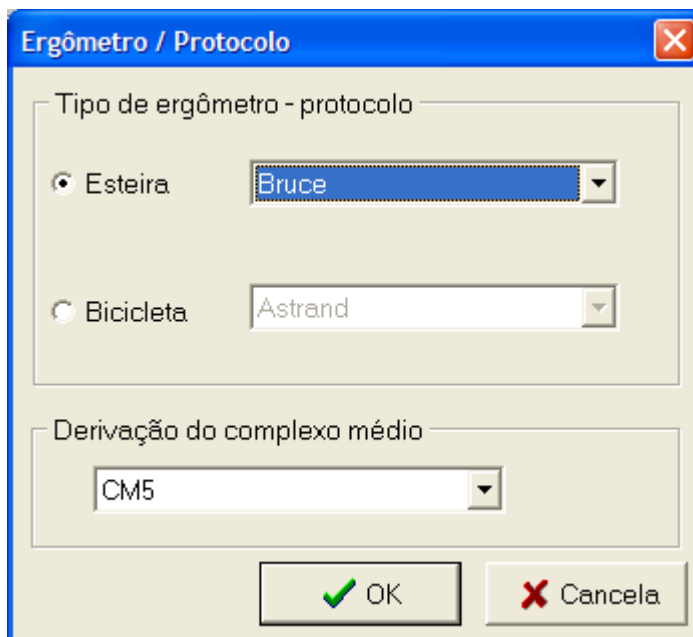 Ergômetro / Protocolo
Tipo de ergômetro - protocolo
Esteira Bruce
Bicicleta Astrand
Derivação do complexo médio
CM5
OK Cancela